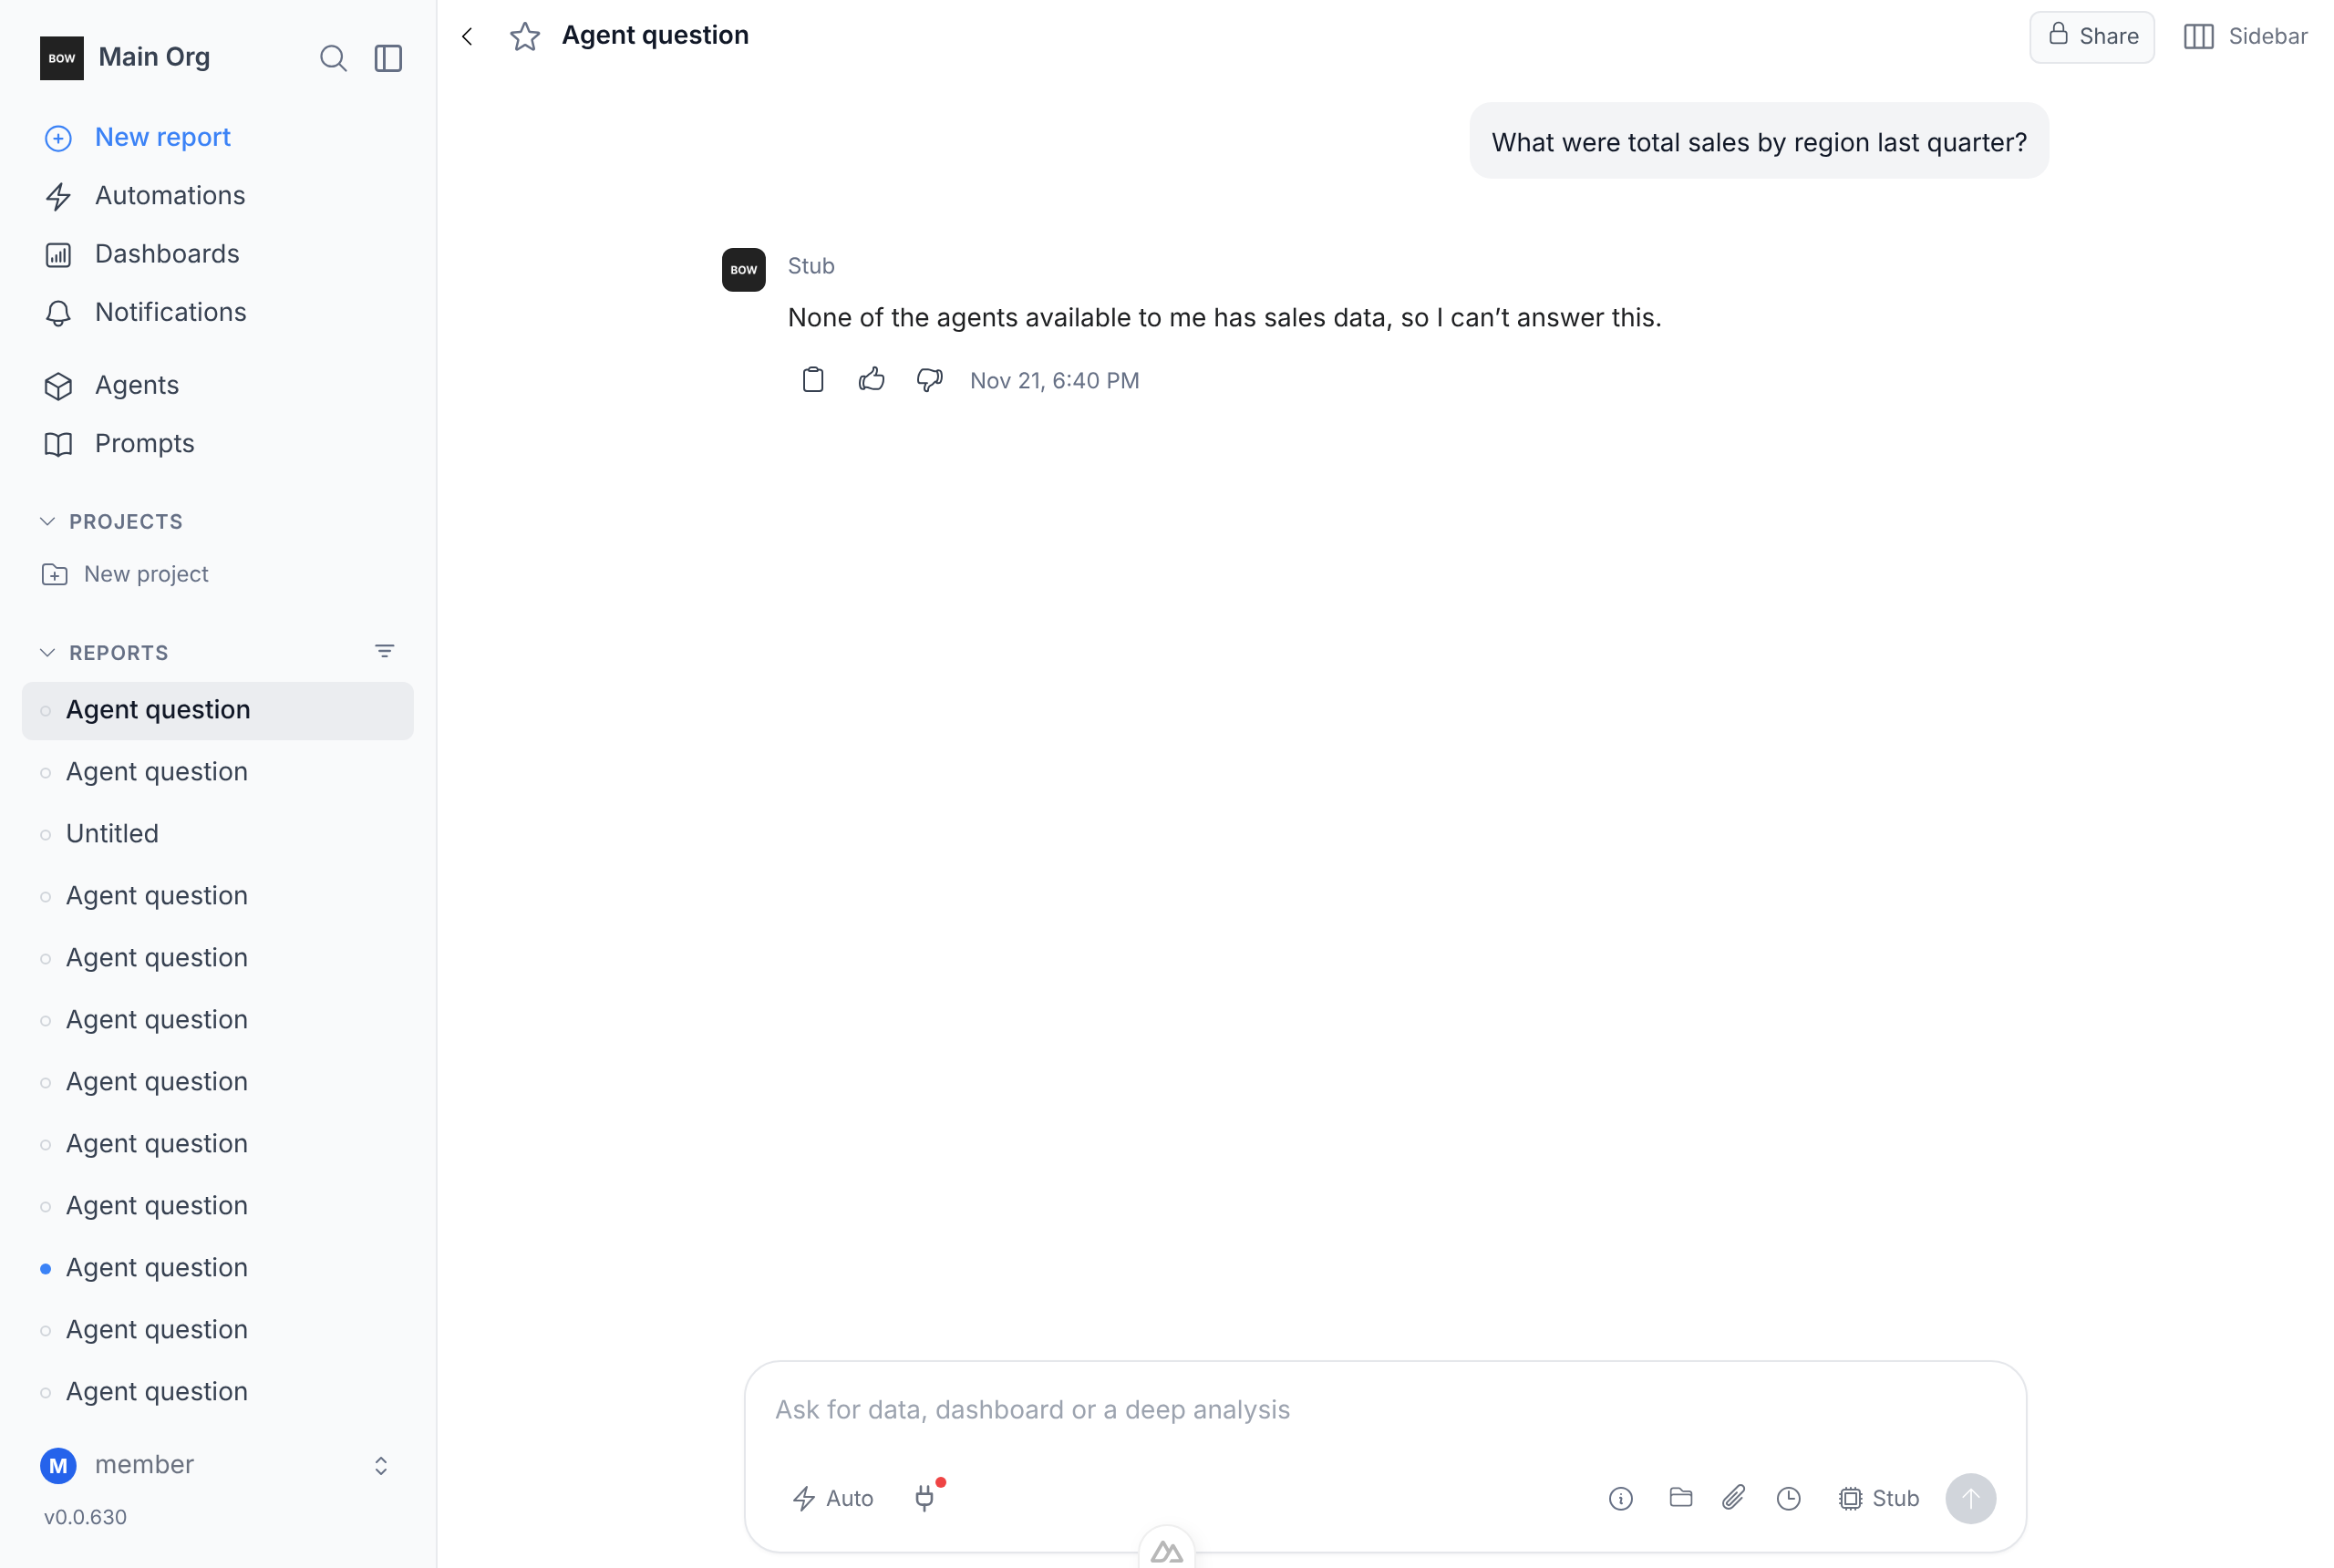 BOW Main Org
New report
Automations
Dashboards
Notifications
Agents
Prompts
PROJECTS
New project
REPORTS
Agent question
Agent question
Untitled
Agent question
Agent question
Agent question
Agent question
Agent question
Agent question
Agent question
Agent question
Agent question
M member
v0.0.630
Agent question
Share
Sidebar
What were total sales by region last quarter?
BOW Stub
None of the agents available to me has sales data, so I can’t answer this.
Nov 21, 6:40 PM
Ask for data, dashboard or a deep analysis
Auto
Stub